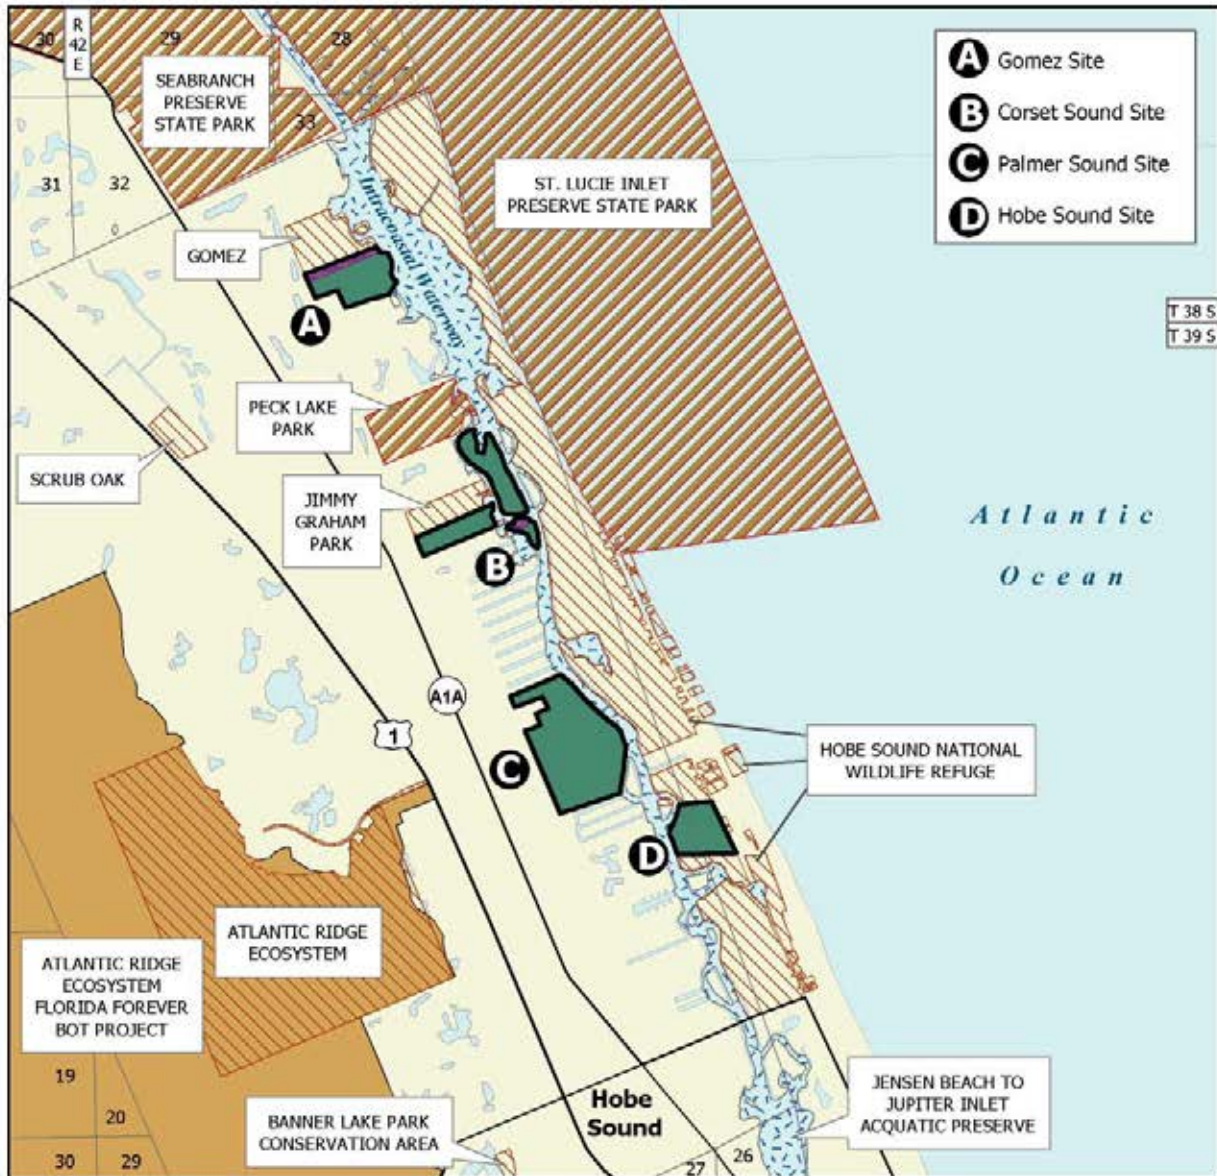 R
42
E
30
29
28
SEABRANCH
PRESERVE
STATE PARK
33
31
32
GOMEZ
Intracoastal Waterway
ST. LUCIE INLET
PRESERVE STATE PARK
A Gomez Site
B Corset Sound Site
C Palmer Sound Site
D Hobe Sound Site
T 38 S
T 39 S
A
PECK LAKE
PARK
SCRUB OAK
JIMMY
GRAHAM
PARK
B
Atlantic
Ocean
A1A
1
C
HOBE SOUND NATIONAL
WILDLIFE REFUGE
D
ATLANTIC RIDGE
ECOSYSTEM
ATLANTIC RIDGE
ECOSYSTEM
FLORIDA FOREVER
BOT PROJECT
19
20
30
29
BANNER LAKE PARK
CONSERVATION AREA
Hobe
Sound
27
26
JENSEN BEACH TO
JUPITER INLET
ACQUATIC PRESERVE